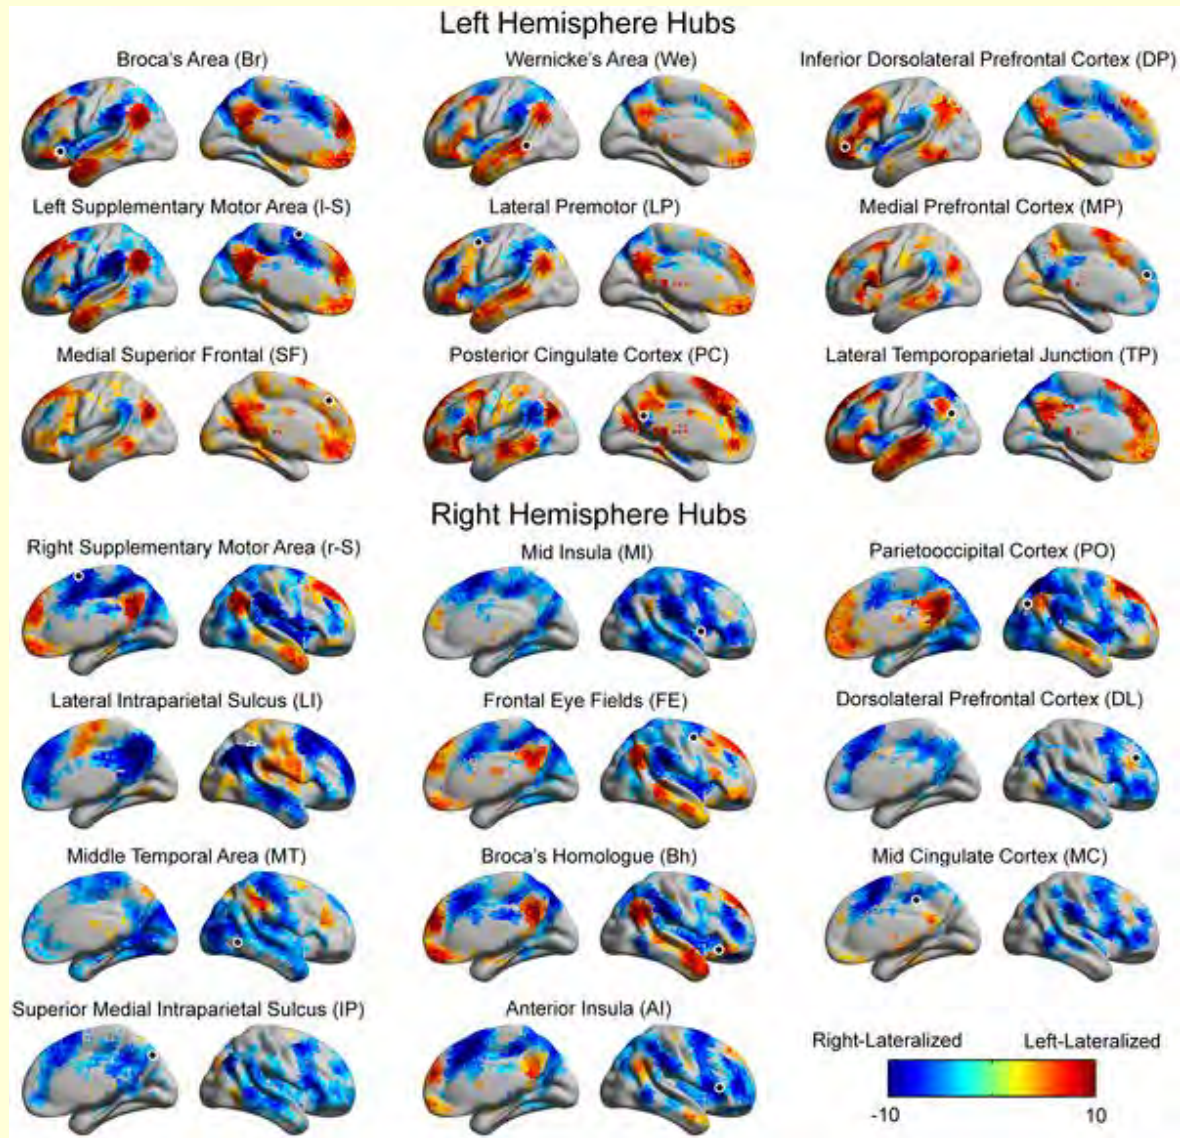 Left Hemisphere Hubs
Broca's Area (Br)
Wernicke's Area (We)
Inferior Dorsolateral Prefrontal Cortex (DP)
Left Supplementary Motor Area (l-S)
Lateral Premotor (LP)
Medial Prefrontal Cortex (MP)
Medial Superior Frontal (SF)
Posterior Cingulate Cortex (PC)
Lateral Temporoparietal Junction (TP)
Right Hemisphere Hubs
Right Supplementary Motor Area (r-S)
Mid Insula (MI)
Parietooccipital Cortex (PO)
Lateral Intraparietal Sulcus (LI)
Frontal Eye Fields (FE)
Dorsolateral Prefrontal Cortex (DL)
Middle Temporal Area (MT)
Broca's Homologue (Bh)
Mid Cingulate Cortex (MC)
Superior Medial Intraparietal Sulcus (IP)
Anterior Insula (AI)
Right-Lateralized Left-Lateralized
-10 10